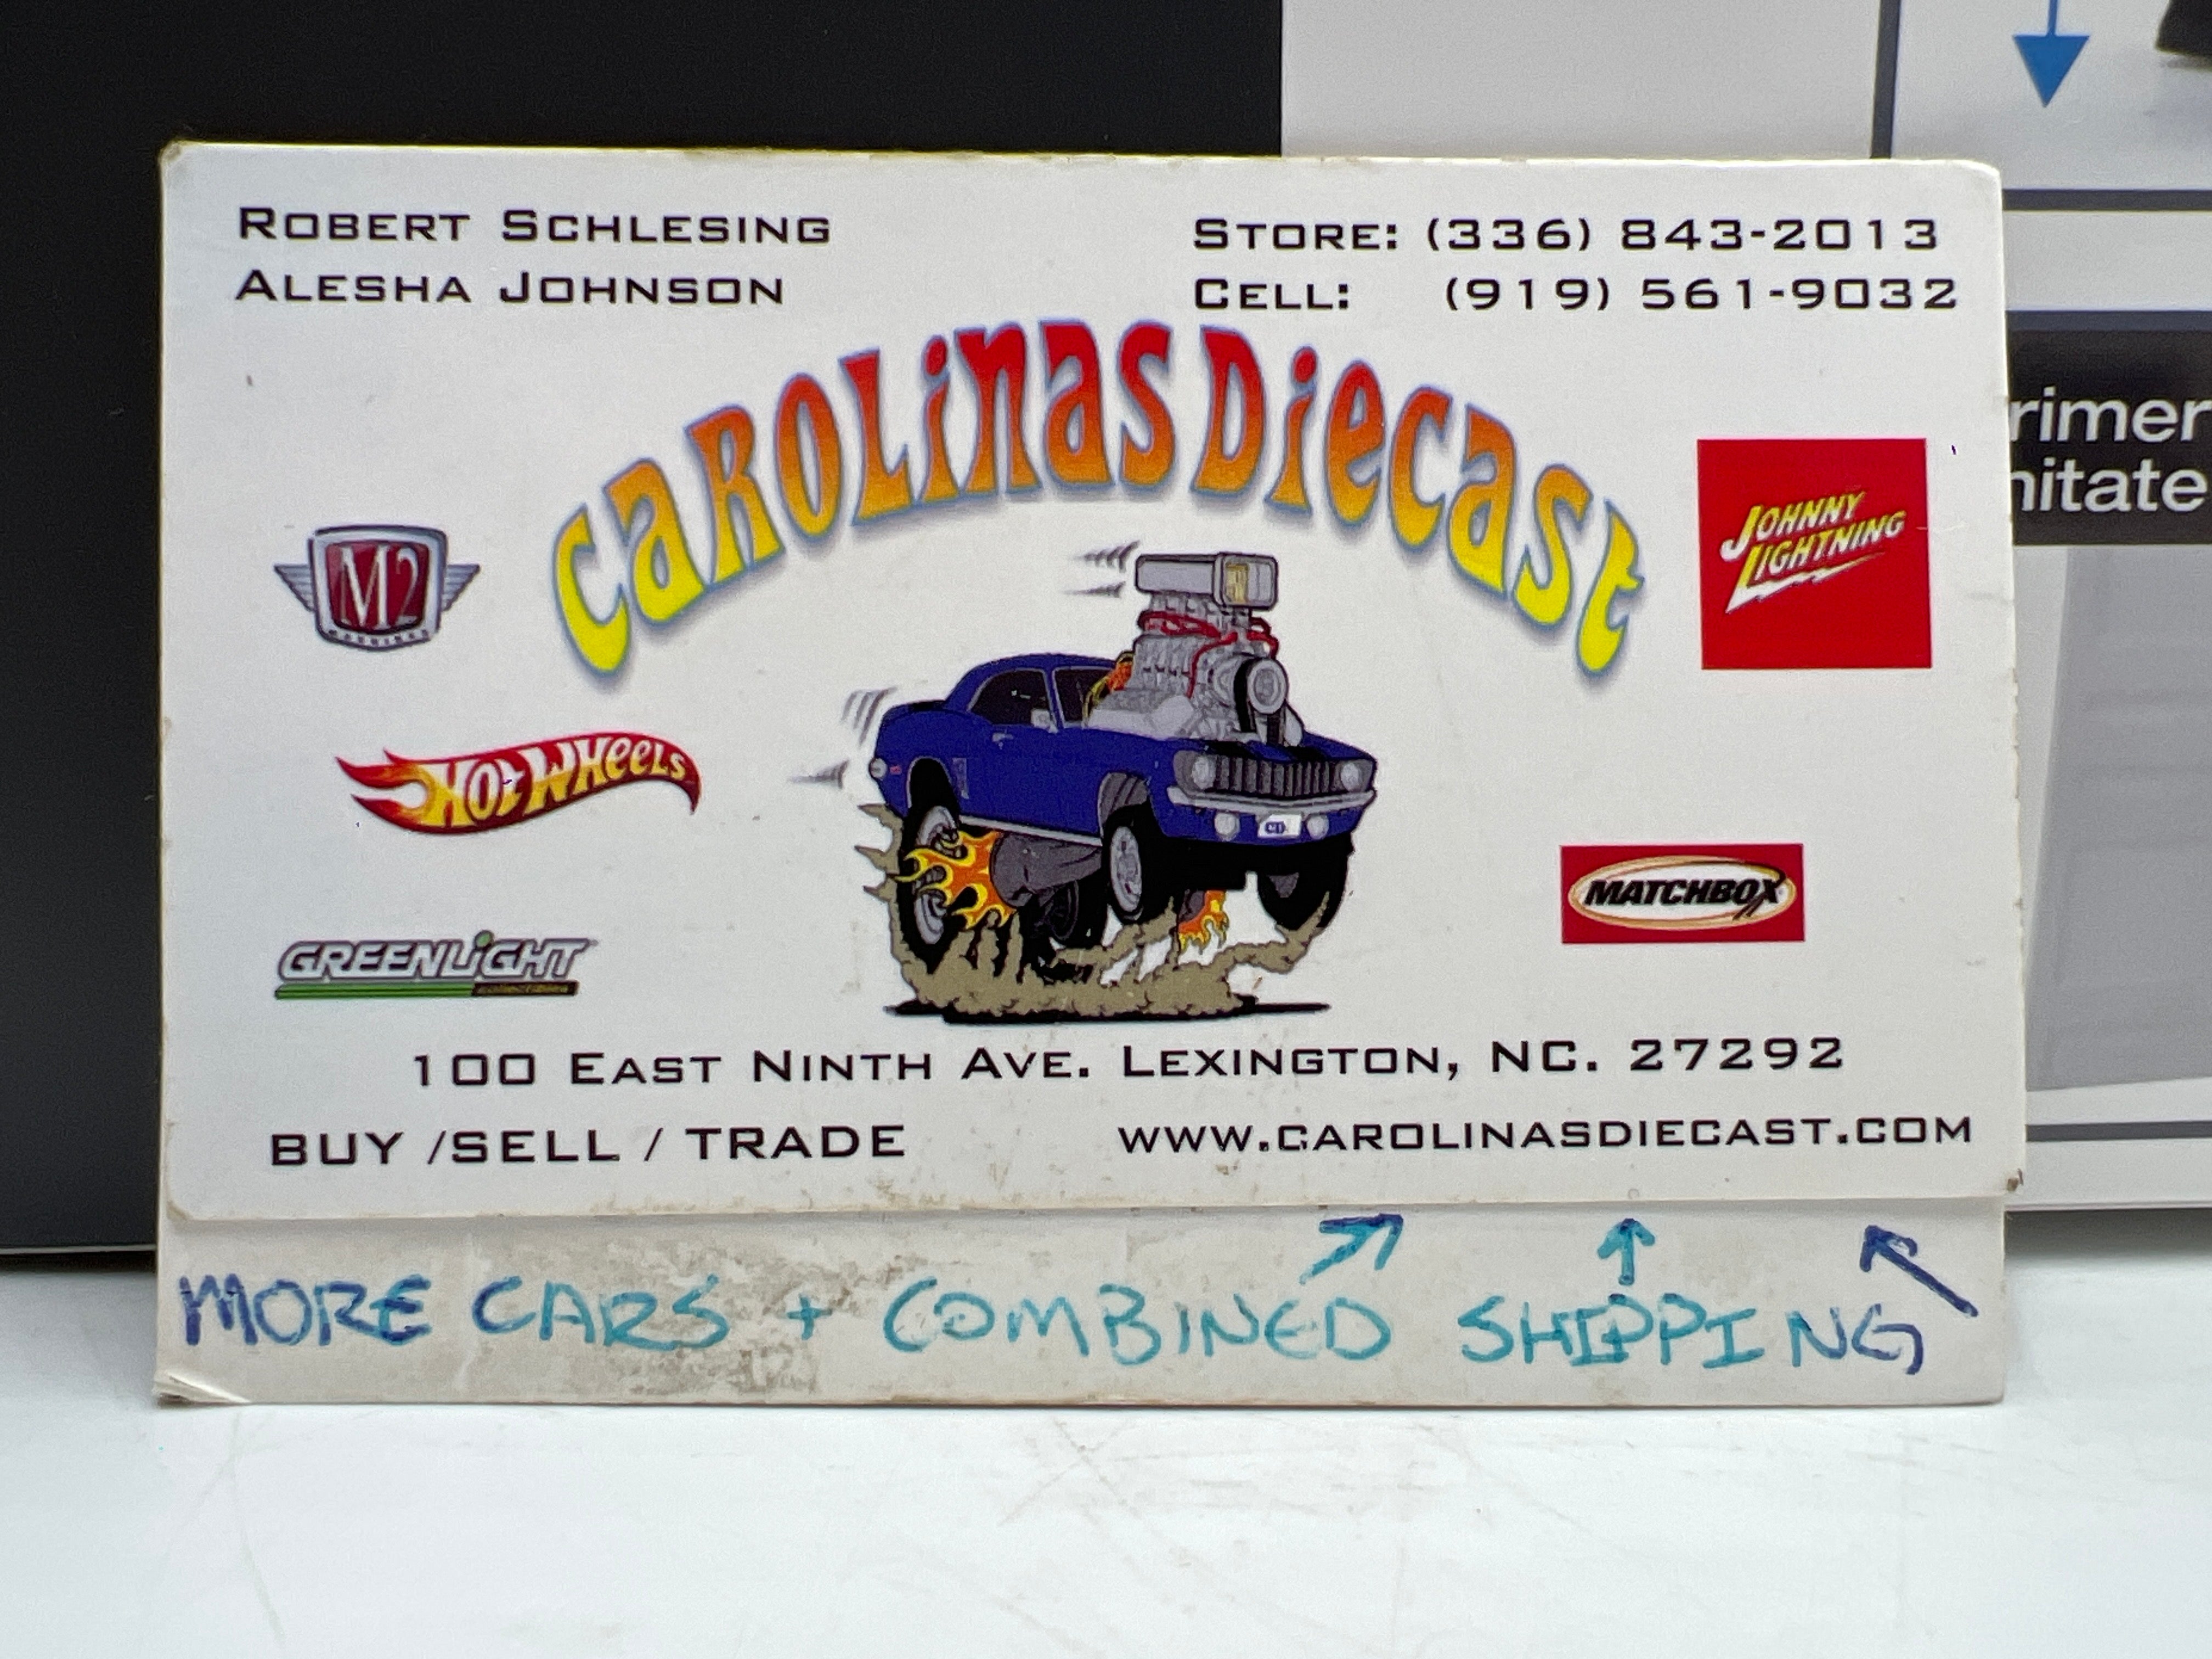 ROBERT SCHLESING
ALESHA JOHNSON
STORE: (336) 843-2013
CELL: (919) 561-9032
CAROLINAS DIECAST
M2
JOHNNY
LIGHTNING
HOT WHEELS
MATCHBOX
GREENLIGHT
CD
100 EAST NINTH AVE. LEXINGTON, NC. 27292
BUY /SELL / TRADE
WWW.CAROLINASDIECAST.COM
MORE CARS + COMBINED SHIPPING
rimer
itate